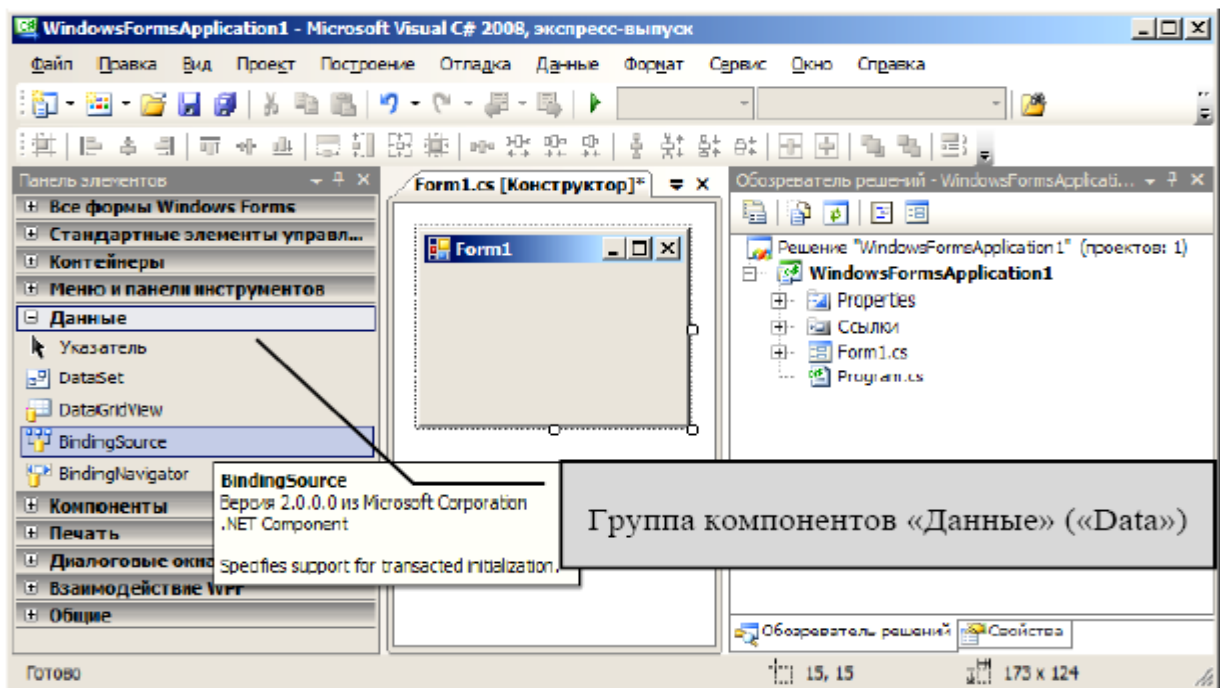 WindowsFormsApplication1 - Microsoft Visual C# 2008, экспресс-выпуск
Файл Правка Вид Проект Построение Отладка Данные Формат Сервис Окно Справка
Панель элементов
Все формы Windows Forms
Стандартные элементы управл...
Контейнеры
Меню и панели инструментов
Данные
Указатель
DataSet
DataGridView
BindingSource
BindingNavigator
Компоненты
Печать
Диалоговые окна
Взаимодействие WPF
Общие
Form1.cs [Конструктор]*
Form1
BindingSource
Версия 2.0.0.0 из Microsoft Corporation
.NET Component
Specifies support for transacted initialization.
Группа компонентов «Данные» («Data»)
Обозреватель решений - WindowsFormsApplicati...
Решение "WindowsFormsApplication1" (проектов: 1)
WindowsFormsApplication1
Properties
Ссылки
Form1.cs
Program.cs
Обозреватель решений Свойства
Готово 15, 15 173 x 124